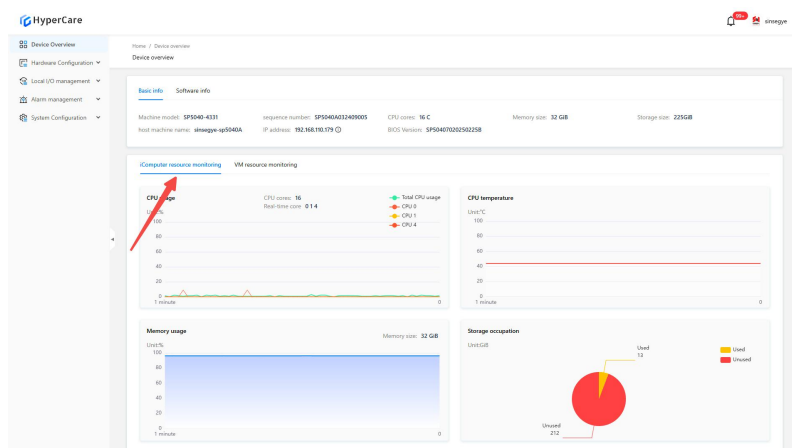 HyperCare
99+
sinsegye
Device Overview
Hardware Configuration
Local I/O management
Alarm management
System Configuration
Home / Device overview
Device overview
Basic info Software info
Machine model: SP5040-4331 sequence number: SP5040A032409005 CPU cores: 16 C Memory size: 32 GiB Storage size: 225GiB
host machine name: sinsegye-sp5040A IP address: 192.168.110.179 BIOS Version: SP5040702025022S8
iComputer resource monitoring VM resource monitoring
CPU usage CPU cores: 16
Real-time core 0 1 4
Total CPU usage
CPU 0
CPU 1
CPU 4
Unit:%
100
80
60
40
20
0
1 minute 0
CPU temperature
Unit:°C
100
80
60
40
20
0
1 minute 0
Memory usage Memory size: 32 GiB
Unit:%
100
80
60
40
20
0
1 minute 0
Storage occupation
Unit:GiB
Used
13
Unused
212
Used
Unused